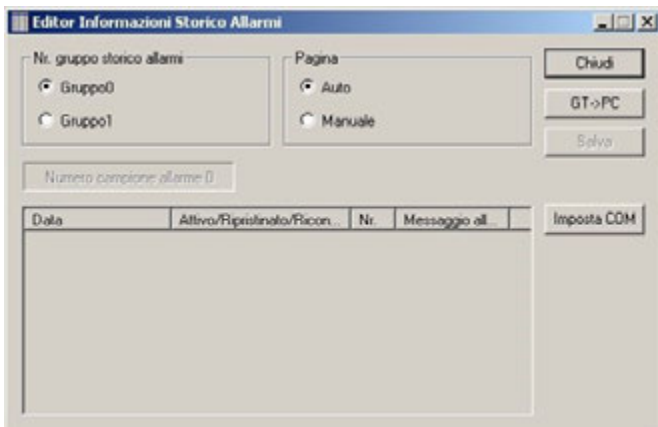 Editor Informazioni Storico Allarmi
Nr. gruppo storico allarmi
Gruppo0
Gruppo1
Pagina
Auto
Manuale
Chiudi
GT->PC
Salva
Numero campione allarme 0
Data Attivo/Ripristinato/Ricon... Nr. Messaggio all...
Imposta COM